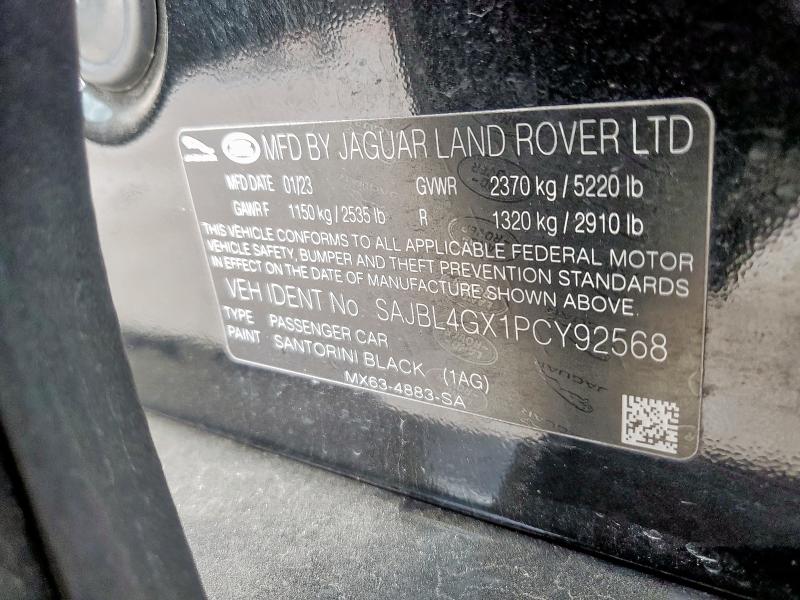 MFD BY JAGUAR LAND ROVER LTD
MFD DATE 01/23 GVWR 2370 kg / 5220 lb
GAWR F 1150 kg / 2535 lb R 1320 kg / 2910 lb
THIS VEHICLE CONFORMS TO ALL APPLICABLE FEDERAL MOTOR
VEHICLE SAFETY, BUMPER AND THEFT PREVENTION STANDARDS
IN EFFECT ON THE DATE OF MANUFACTURE SHOWN ABOVE.
VEH IDENT No. SAJBL4GX1PCY92568
TYPE PASSENGER CAR
PAINT SANTORINI BLACK (1AG)
MX63-4883-SA